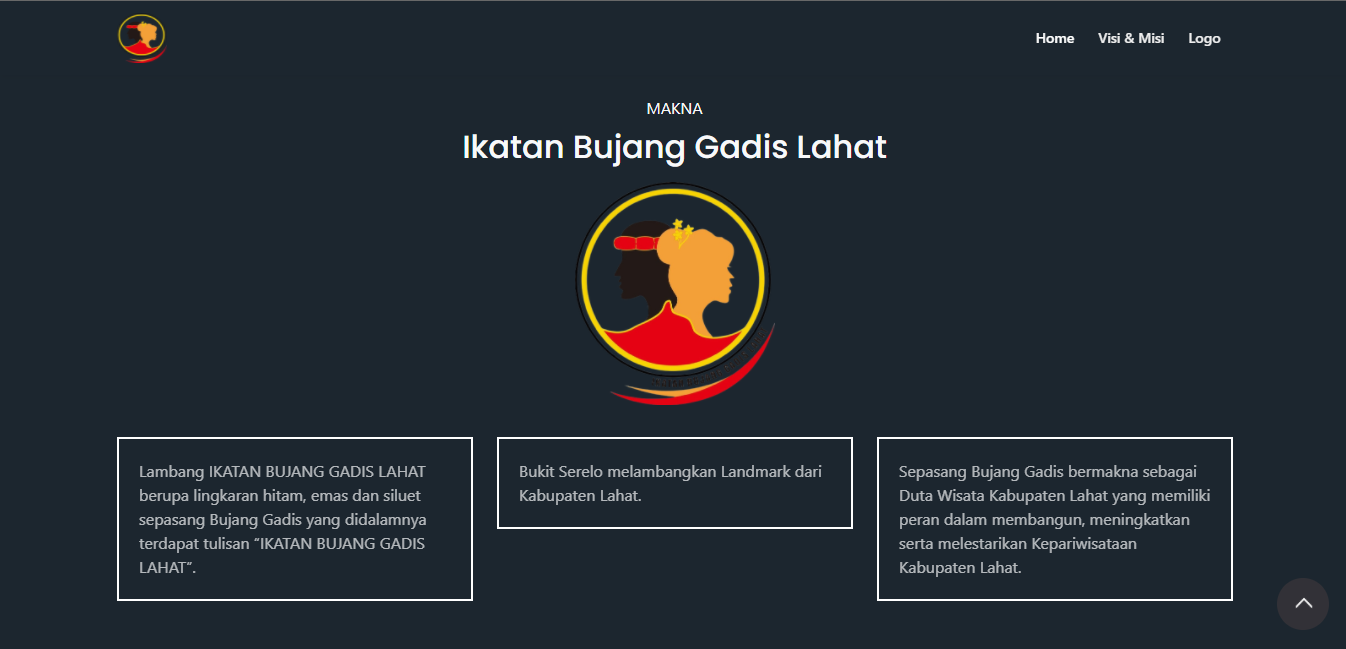 Home Visi & Misi Logo
MAKNA
Ikatan Bujang Gadis Lahat
Lambang IKATAN BUJANG GADIS LAHAT
berupa lingkaran hitam, emas dan siluet
sepasang Bujang Gadis yang didalamnya
terdapat tulisan “IKATAN BUJANG GADIS
LAHAT”.
Bukit Serelo melambangkan Landmark dari
Kabupaten Lahat.
Sepasang Bujang Gadis bermakna sebagai
Duta Wisata Kabupaten Lahat yang memiliki
peran dalam membangun, meningkatkan
serta melestarikan Kepariwisataan
Kabupaten Lahat.